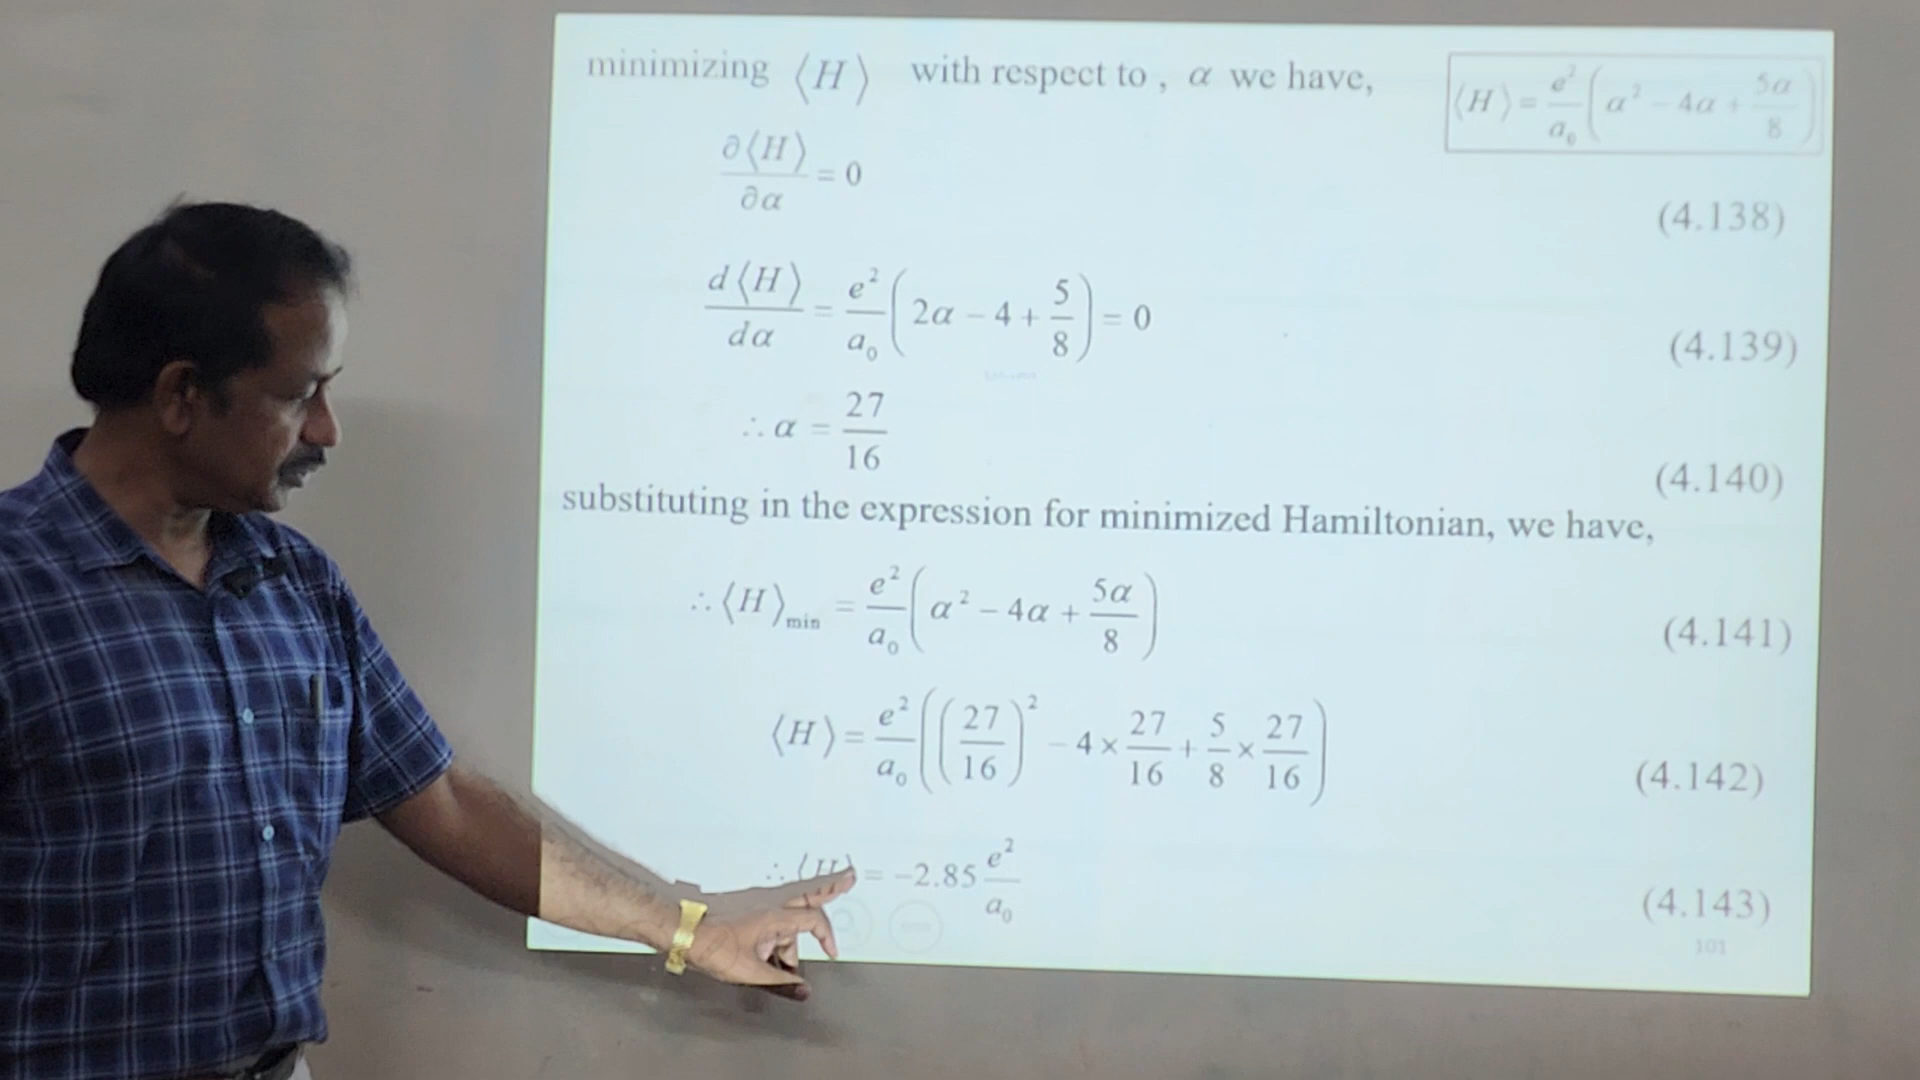 minimizing ⟨H⟩ with respect to , α we have,
⟨H⟩ = e²/a₀ ( α² − 4α + 5α/8 )
∂⟨H⟩/∂α = 0
(4.138)
d⟨H⟩/dα = e²/a₀ ( 2α − 4 + 5/8 ) = 0
(4.139)
∴ α = 27/16
(4.140)
substituting in the expression for minimized Hamiltonian, we have,
∴ ⟨H⟩min = e²/a₀ ( α² − 4α + 5α/8 )
(4.141)
⟨H⟩ = e²/a₀ ( (27/16)² − 4 × 27/16 + 5/8 × 27/16 )
(4.142)
∴ ⟨H⟩ = −2.85 e²/a₀
(4.143)
101